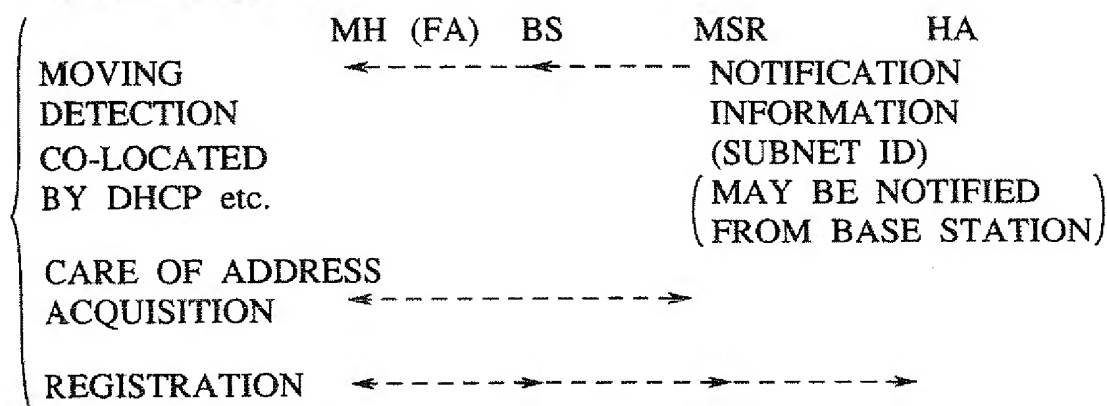 MH (FA) BS MSR HA
MOVING NOTIFICATION
DETECTION INFORMATION
CO-LOCATED (SUBNET ID)
BY DHCP etc. (MAY BE NOTIFIED
FROM BASE STATION)
CARE OF ADDRESS
ACQUISITION
REGISTRATION